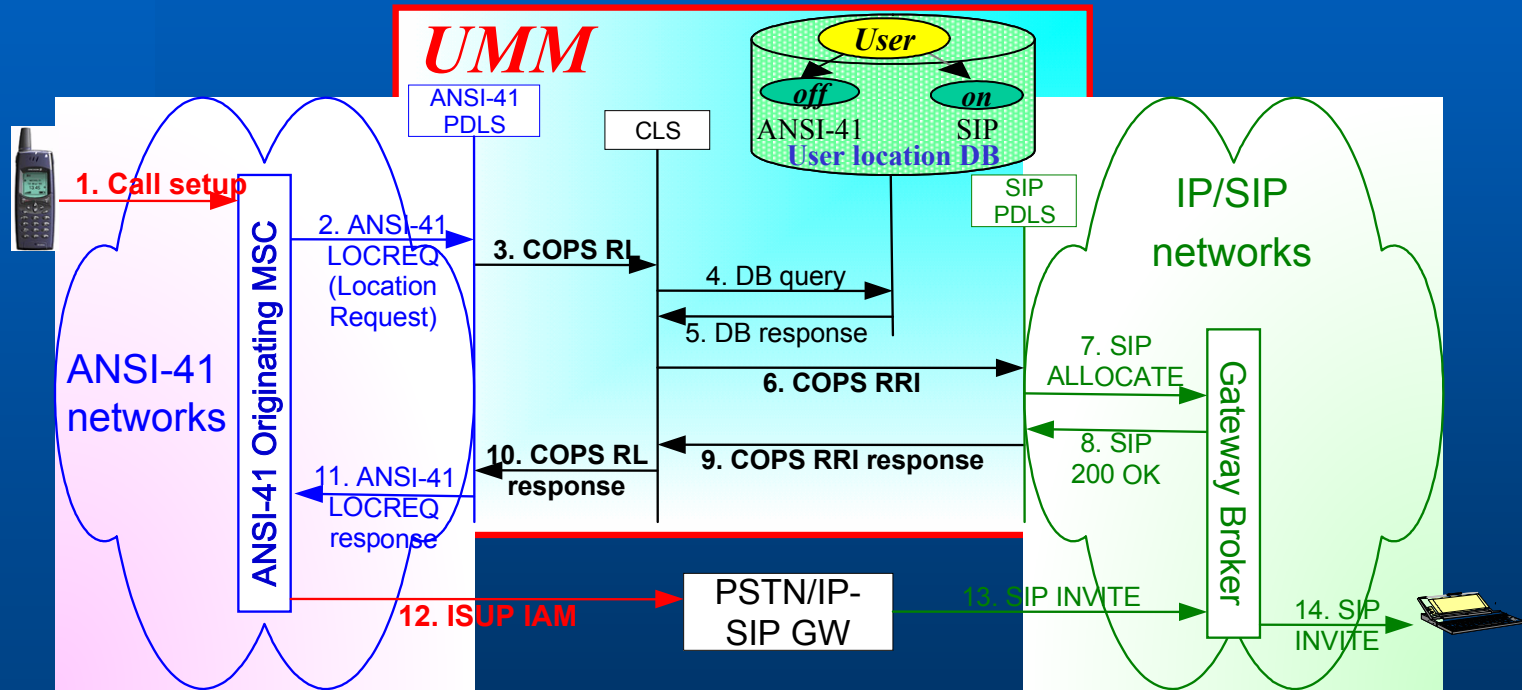 UMM
User
off
on
ANSI-41
SIP
User location DB
ANSI-41
PDLS
CLS
SIP
PDLS
1. Call setup
ANSI-41 Originating MSC
2. ANSI-41
LOCREQ
(Location
Request)
3. COPS RL
4. DB query
5. DB response
6. COPS RRI
7. SIP
ALLOCATE
8. SIP
200 OK
9. COPS RRI response
10. COPS RL
response
11. ANSI-41
LOCREQ
response
ANSI-41
networks
IP/SIP
networks
Gateway Broker
12. ISUP IAM
PSTN/IP-
SIP GW
13. SIP INVITE
14. SIP
INVITE